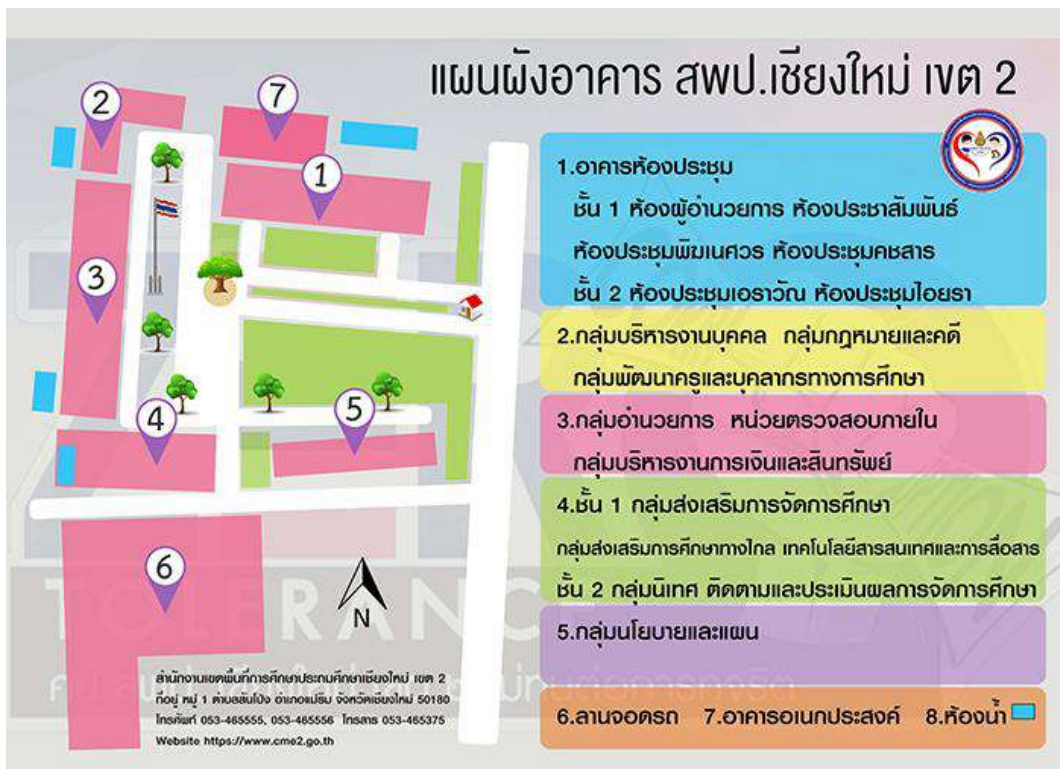 แผนผังอาคาร สพป.เชียงใหม่ เขต 2
2
7
1
3
4
5
6
N
1.อาคารห้องประชุม
ชั้น 1 ห้องผู้อำนวยการ ห้องประชาสัมพันธ์
ห้องประชุมพิฆเนศวร ห้องประชุมคชสาร
ชั้น 2 ห้องประชุมเอราวัณ ห้องประชุมไอยรา
2.กลุ่มบริหารงานบุคคล กลุ่มกฎหมายและคดี
กลุ่มพัฒนาครูและบุคลากรทางการศึกษา
3.กลุ่มอำนวยการ หน่วยตรวจสอบภายใน
กลุ่มบริหารงานการเงินและสินทรัพย์
4.ชั้น 1 กลุ่มส่งเสริมการจัดการศึกษา
กลุ่มส่งเสริมการศึกษาทางไกล เทคโนโลยีสารสนเทศและการสื่อสาร
ชั้น 2 กลุ่มนิเทศ ติดตามและประเมินผลการจัดการศึกษา
5.กลุ่มนโยบายและแผน
6.ลานจอดรถ 7.อาคารอเนกประสงค์ 8.ห้องน้ำ
TOLERANC
สำนักงานเขตพื้นที่การศึกษาประถมศึกษาเชียงใหม่ เขต 2
ที่อยู่ หมู่ 1 ตำบลสันโป่ง อำเภอแม่ริม จังหวัดเชียงใหม่ 50180
โทรศัพท์ 053-465555, 053-465556 โทรสาร 053-465375
Website https://www.cme2.go.th